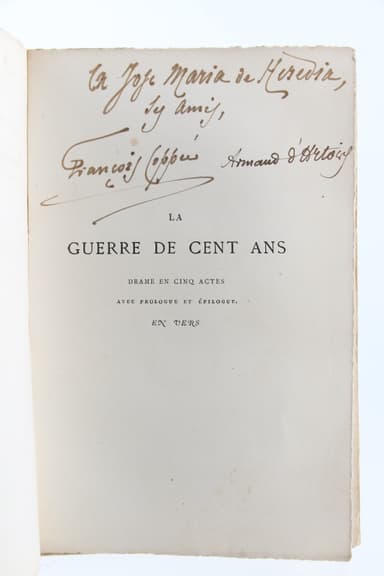 à Jose Maria de Heredia,
Ses amis,
François Coppée Armand d'Artois
LA
GUERRE DE CENT ANS
DRAME EN CINQ ACTES
AVEC PROLOGUE ET ÉPILOGUE,
EN VERS